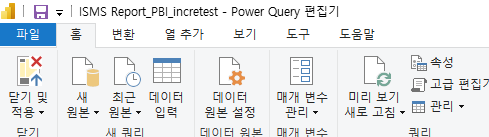 ISMS Report_PBI_incretest - Power Query 편집기
파일 홈 변환 열 추가 보기 도구 도움말
닫기 및
적용
닫기
새
원본
최근
원본
데이터
입력
새 쿼리
데이터
원본 설정
데이터 원본
매개 변수
관리
매개 변수
미리 보기
새로 고침
속성
고급 편집기
관리
쿼리